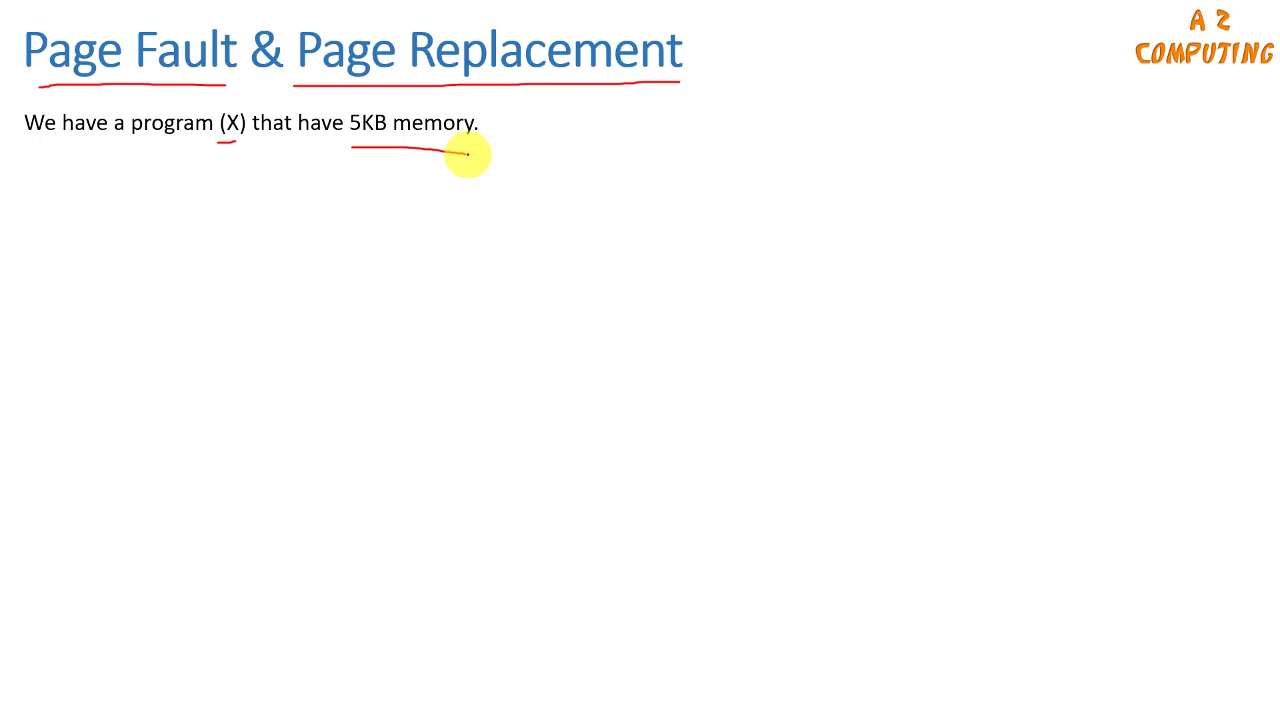 Page Fault & Page Replacement
A 2
COMPUTING
We have a program (X) that have 5KB memory.